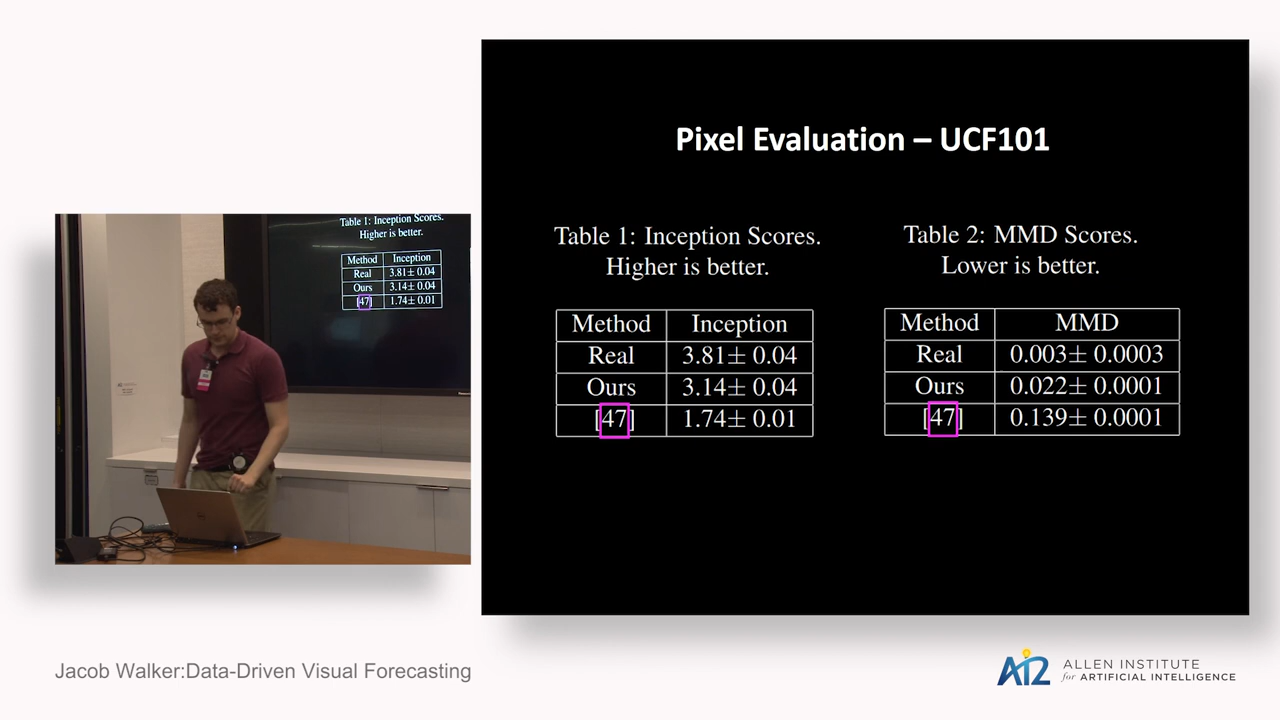 Pixel Evaluation – UCF101
Table 1: Inception Scores.
Higher is better.
Method Inception
Real 3.81± 0.04
Ours 3.14± 0.04
[47] 1.74± 0.01
Table 2: MMD Scores.
Lower is better.
Method MMD
Real 0.003± 0.0003
Ours 0.022± 0.0001
[47] 0.139± 0.0001
Table 1: Inception Scores.
Higher is better.
Method Inception
Real 3.81± 0.04
Ours 3.14± 0.04
[47] 1.74± 0.01
Jacob Walker:Data-Driven Visual Forecasting
AI2 ALLEN INSTITUTE
for ARTIFICIAL INTELLIGENCE